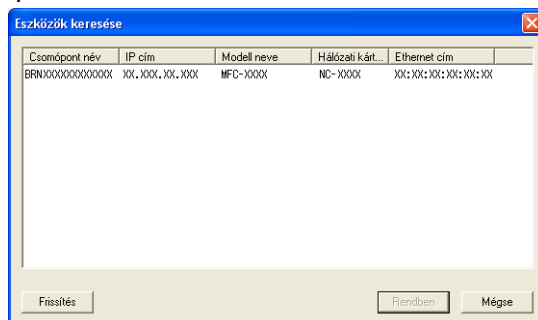 Eszközök keresése
Csomópont név IP cím Modell neve Hálózati kárt... Ethernet cím
BRNXXXXXXXXXXXX XX.XXX.XX.XXX MFC-XXXX NC-XXXX XX:XX:XX:XX:XX:XX
Frissítés Rendben Mégse